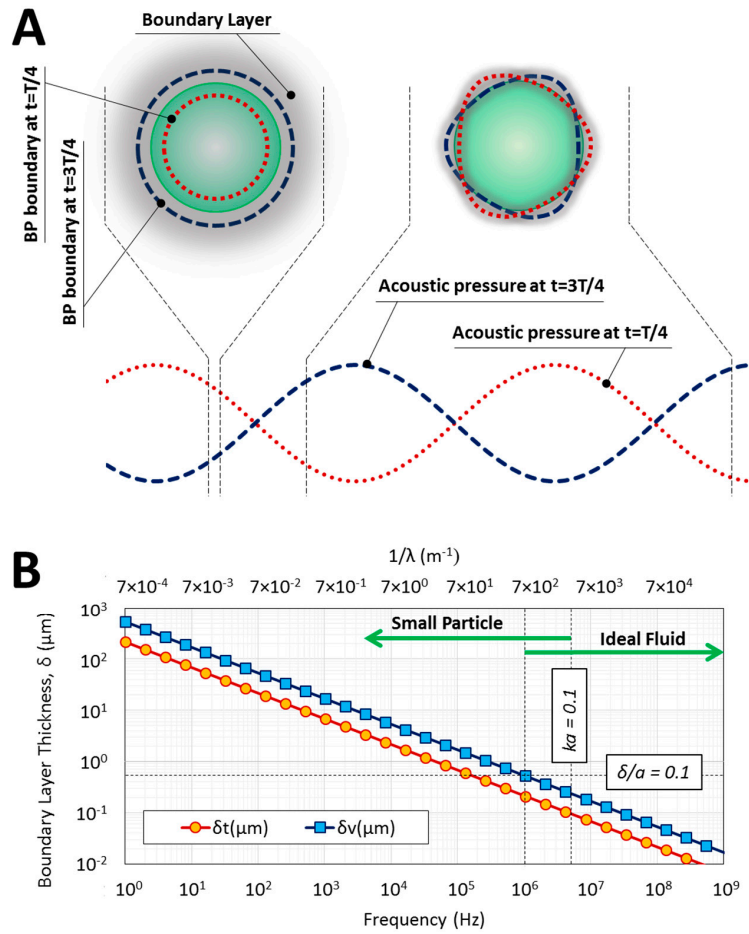 A
Boundary Layer
BP boundary at t=T/4
BP boundary at t=3T/4
Acoustic pressure at t=3T/4
Acoustic pressure at t=T/4
B
1/λ (m⁻¹)
7×10⁻⁴ 7×10⁻³ 7×10⁻² 7×10⁻¹ 7×10⁰ 7×10¹ 7×10² 7×10³ 7×10⁴
Boundary Layer Thickness, δ (μm)
10³
10²
10¹
10⁰
10⁻¹
10⁻²
Small Particle
Ideal Fluid
ka = 0.1
δ/a = 0.1
δt(μm) δv(μm)
10⁰ 10¹ 10² 10³ 10⁴ 10⁵ 10⁶ 10⁷ 10⁸ 10⁹
Frequency (Hz)